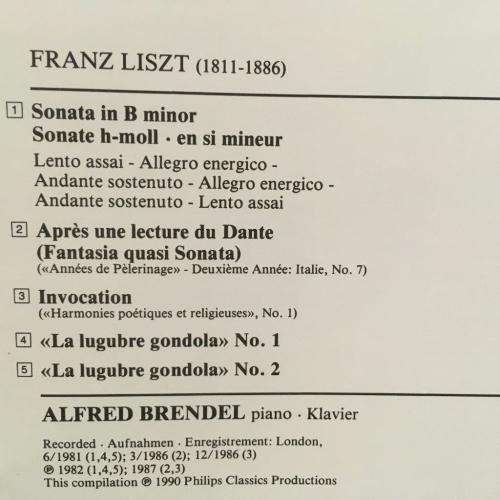 FRANZ LISZT (1811-1886)
1 Sonata in B minor
Sonate h-moll · en si mineur
Lento assai - Allegro energico -
Andante sostenuto - Allegro energico -
Andante sostenuto - Lento assai
2 Après une lecture du Dante
(Fantasia quasi Sonata)
(«Années de Pèlerinage» - Deuxième Année: Italie, No. 7)
3 Invocation
(«Harmonies poétiques et religieuses», No. 1)
4 «La lugubre gondola» No. 1
5 «La lugubre gondola» No. 2
ALFRED BRENDEL piano · Klavier
Recorded · Aufnahmen · Enregistrement: London,
6/1981 (1,4,5); 3/1986 (2); 12/1986 (3)
℗ 1982 (1,4,5); 1987 (2,3)
This compilation ℗ 1990 Philips Classics Productions